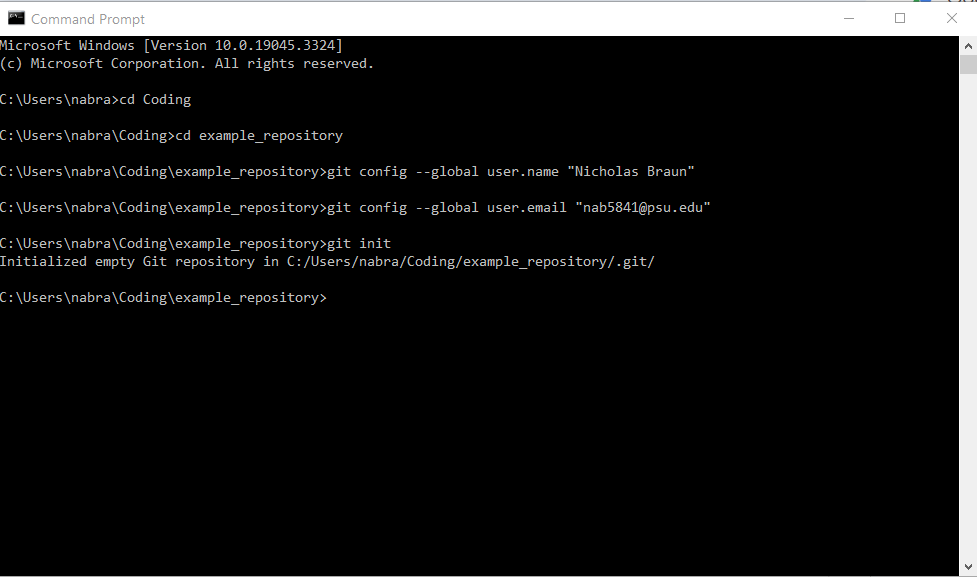 Command Prompt
Microsoft Windows [Version 10.0.19045.3324]
(c) Microsoft Corporation. All rights reserved.
C:\Users\nabra>cd Coding
C:\Users\nabra\Coding>cd example_repository
C:\Users\nabra\Coding\example_repository>git config --global user.name "Nicholas Braun"
C:\Users\nabra\Coding\example_repository>git config --global user.email "nab5841@psu.edu"
C:\Users\nabra\Coding\example_repository>git init
Initialized empty Git repository in C:/Users/nabra/Coding/example_repository/.git/
C:\Users\nabra\Coding\example_repository>